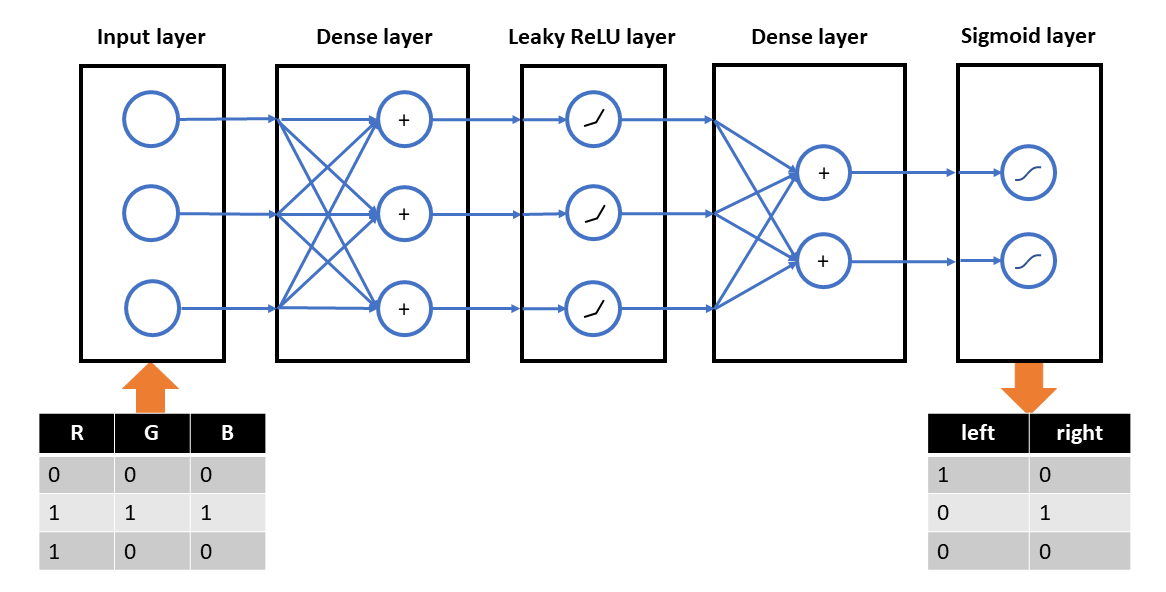 Input layer
Dense layer
Leaky ReLU layer
Dense layer
Sigmoid layer
+
+
+
+
+
R G B
0 0 0
1 1 1
1 0 0
left right
1 0
0 1
0 0